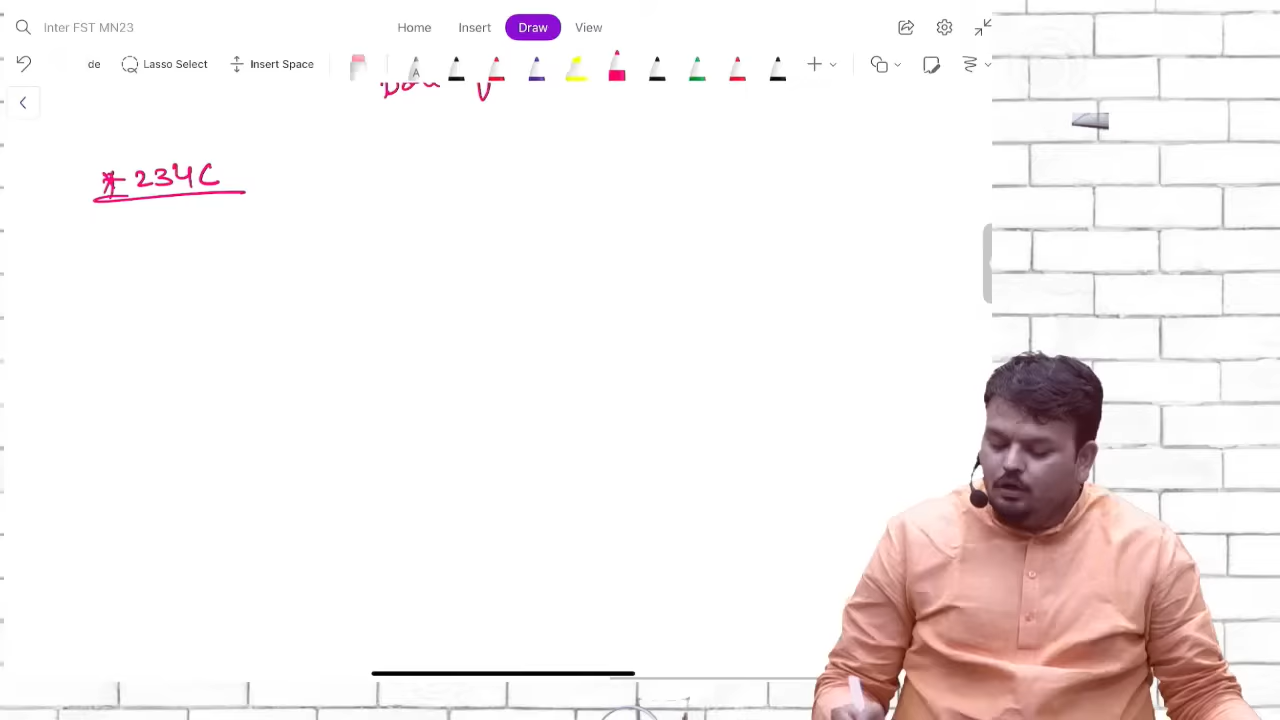 Inter FST MN23
Home Insert Draw View
de Lasso Select Insert Space
A
* 234C